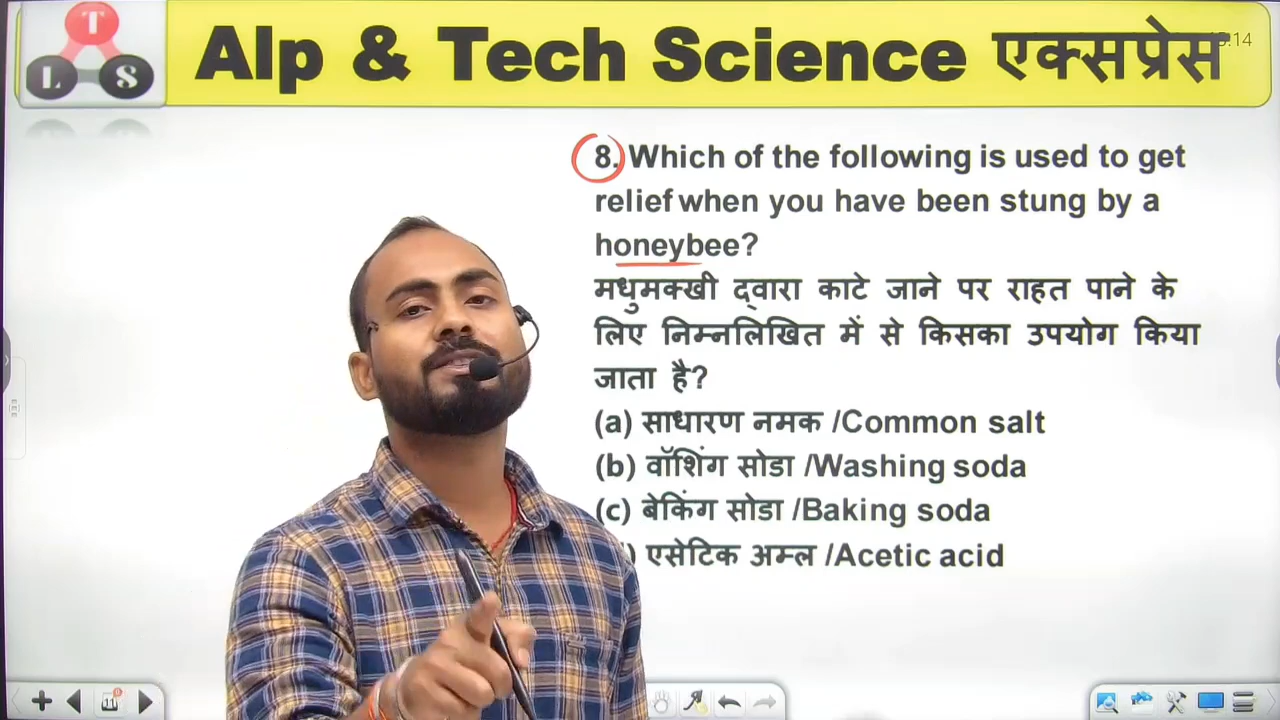 T
L S
Alp & Tech Science एक्सप्रेस
8. Which of the following is used to get
relief when you have been stung by a
honeybee?
मधुमक्खी द्वारा काटे जाने पर राहत पाने के
लिए निम्नलिखित में से किसका उपयोग किया
जाता है?
(a) साधारण नमक /Common salt
(b) वॉशिंग सोडा /Washing soda
(c) बेकिंग सोडा /Baking soda
) एसेटिक अम्ल /Acetic acid
11